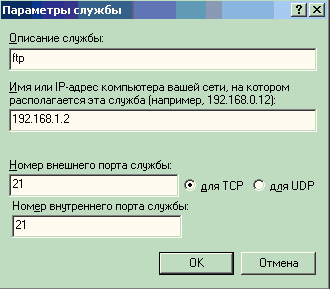 Параметры службы
Описание службы:
ftp
Имя или IP-адрес компьютера вашей сети, на котором
располагается эта служба (например, 192.168.0.12):
192.168.1.2
Номер внешнего порта службы:
21 для TCP для UDP
Номер внутреннего порта службы:
21
OK Отмена